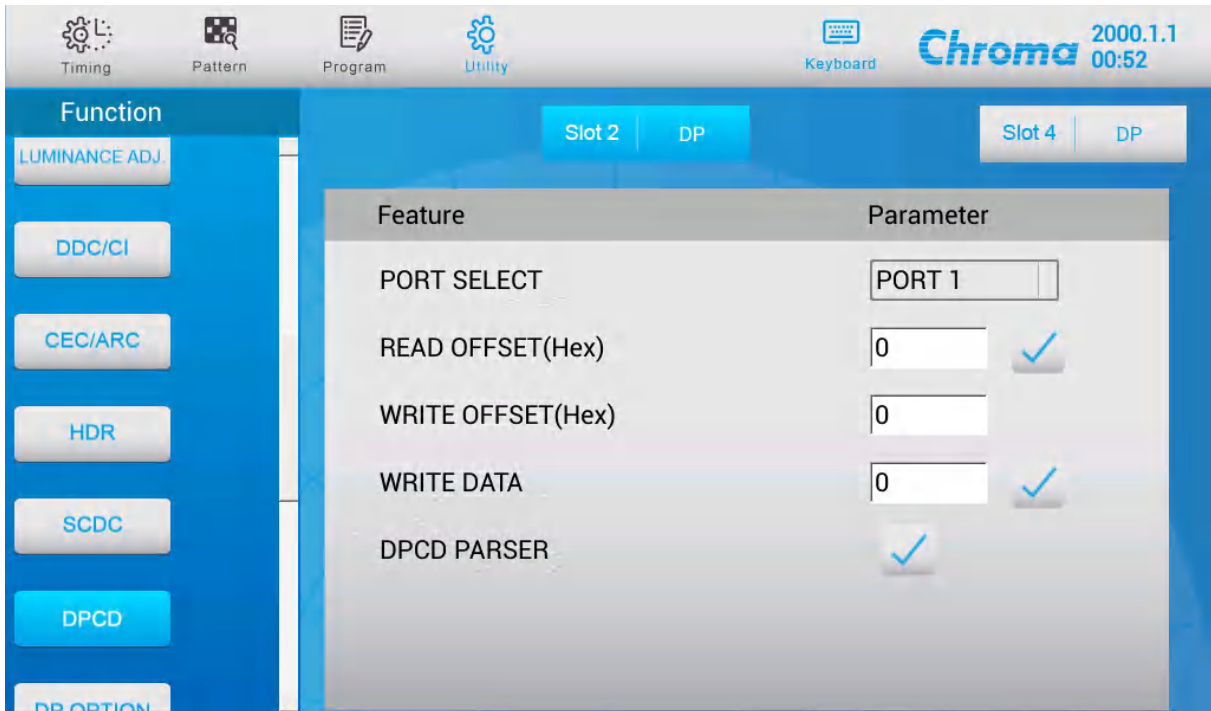 Timing
Pattern
Program
Utility
Keyboard
Chroma
2000.1.1
00:52
Function
LUMINANCE ADJ.
DDC/CI
CEC/ARC
HDR
SCDC
DPCD
DP OPTION
Slot 2 DP
Slot 4 DP
Feature Parameter
PORT SELECT PORT 1
READ OFFSET(Hex) 0
WRITE OFFSET(Hex) 0
WRITE DATA 0
DPCD PARSER